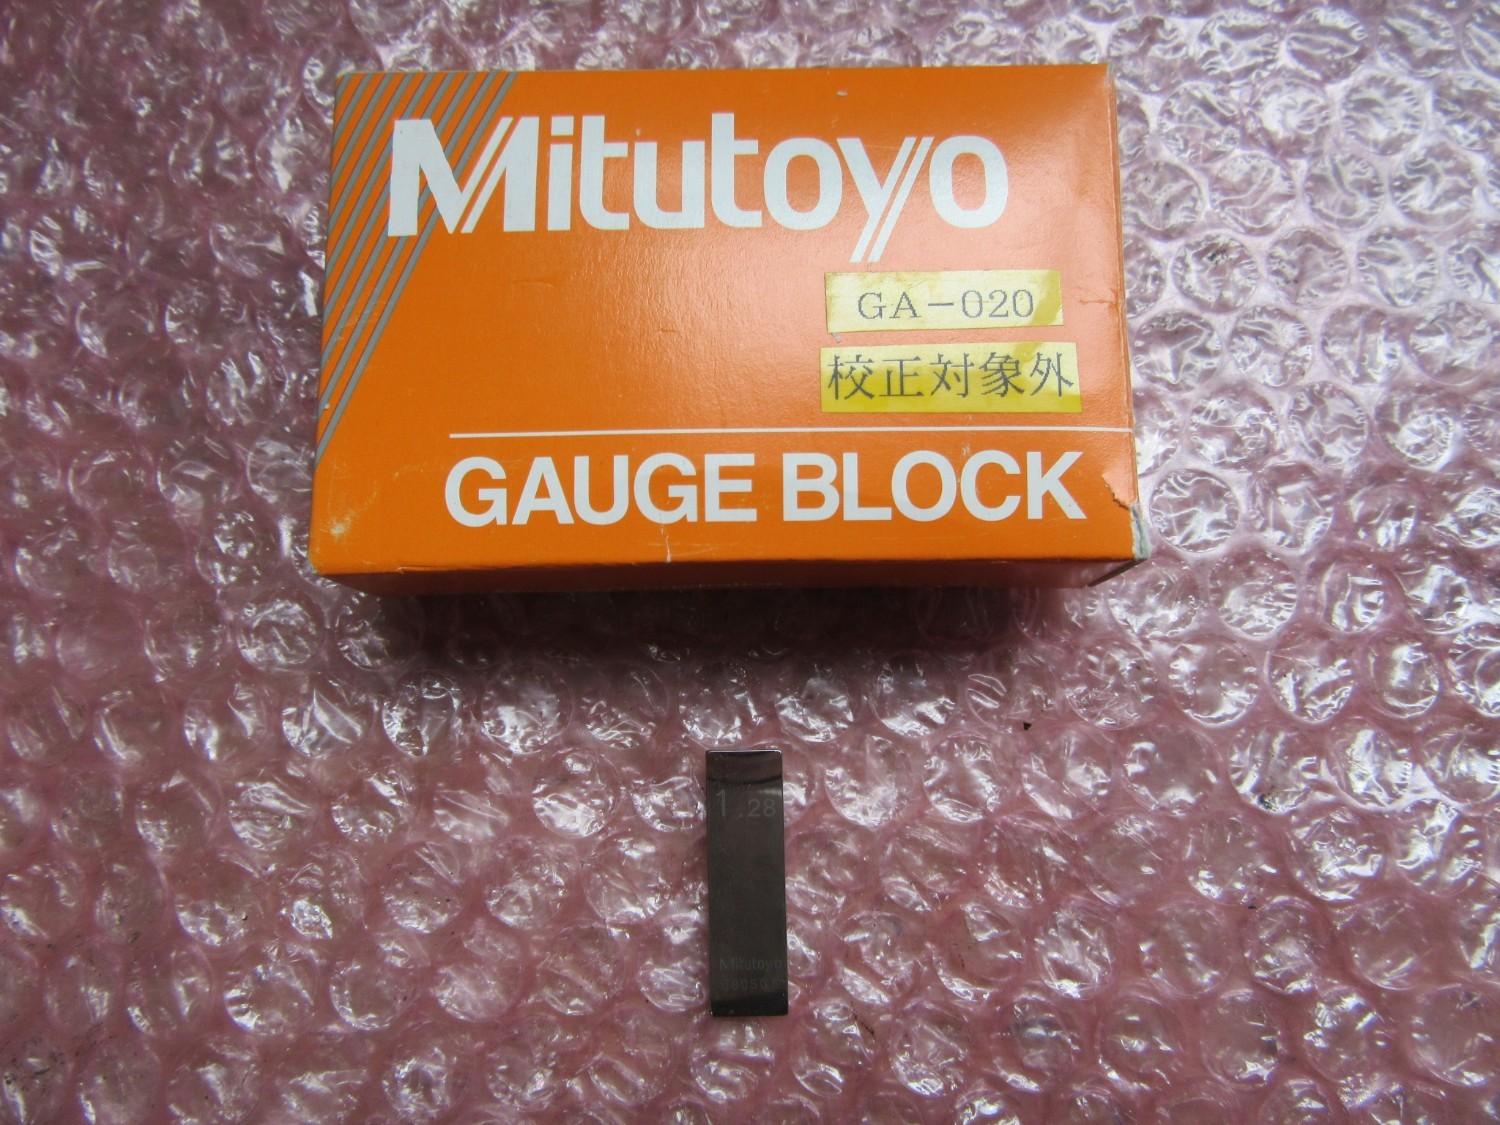 Mitutoyo
GA-020
校正対象外
GAUGE BLOCK
1.28
Mitutoyo